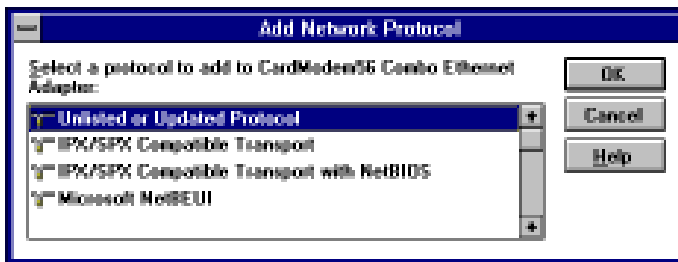 Add Network Protocol
Select a protocol to add to CardModem56 Combo Ethernet
Adapter:
Unlisted or Updated Protocol
IPX/SPX Compatible Transport
IPX/SPX Compatible Transport with NetBIOS
Microsoft NetBEUI
OK
Cancel
Help